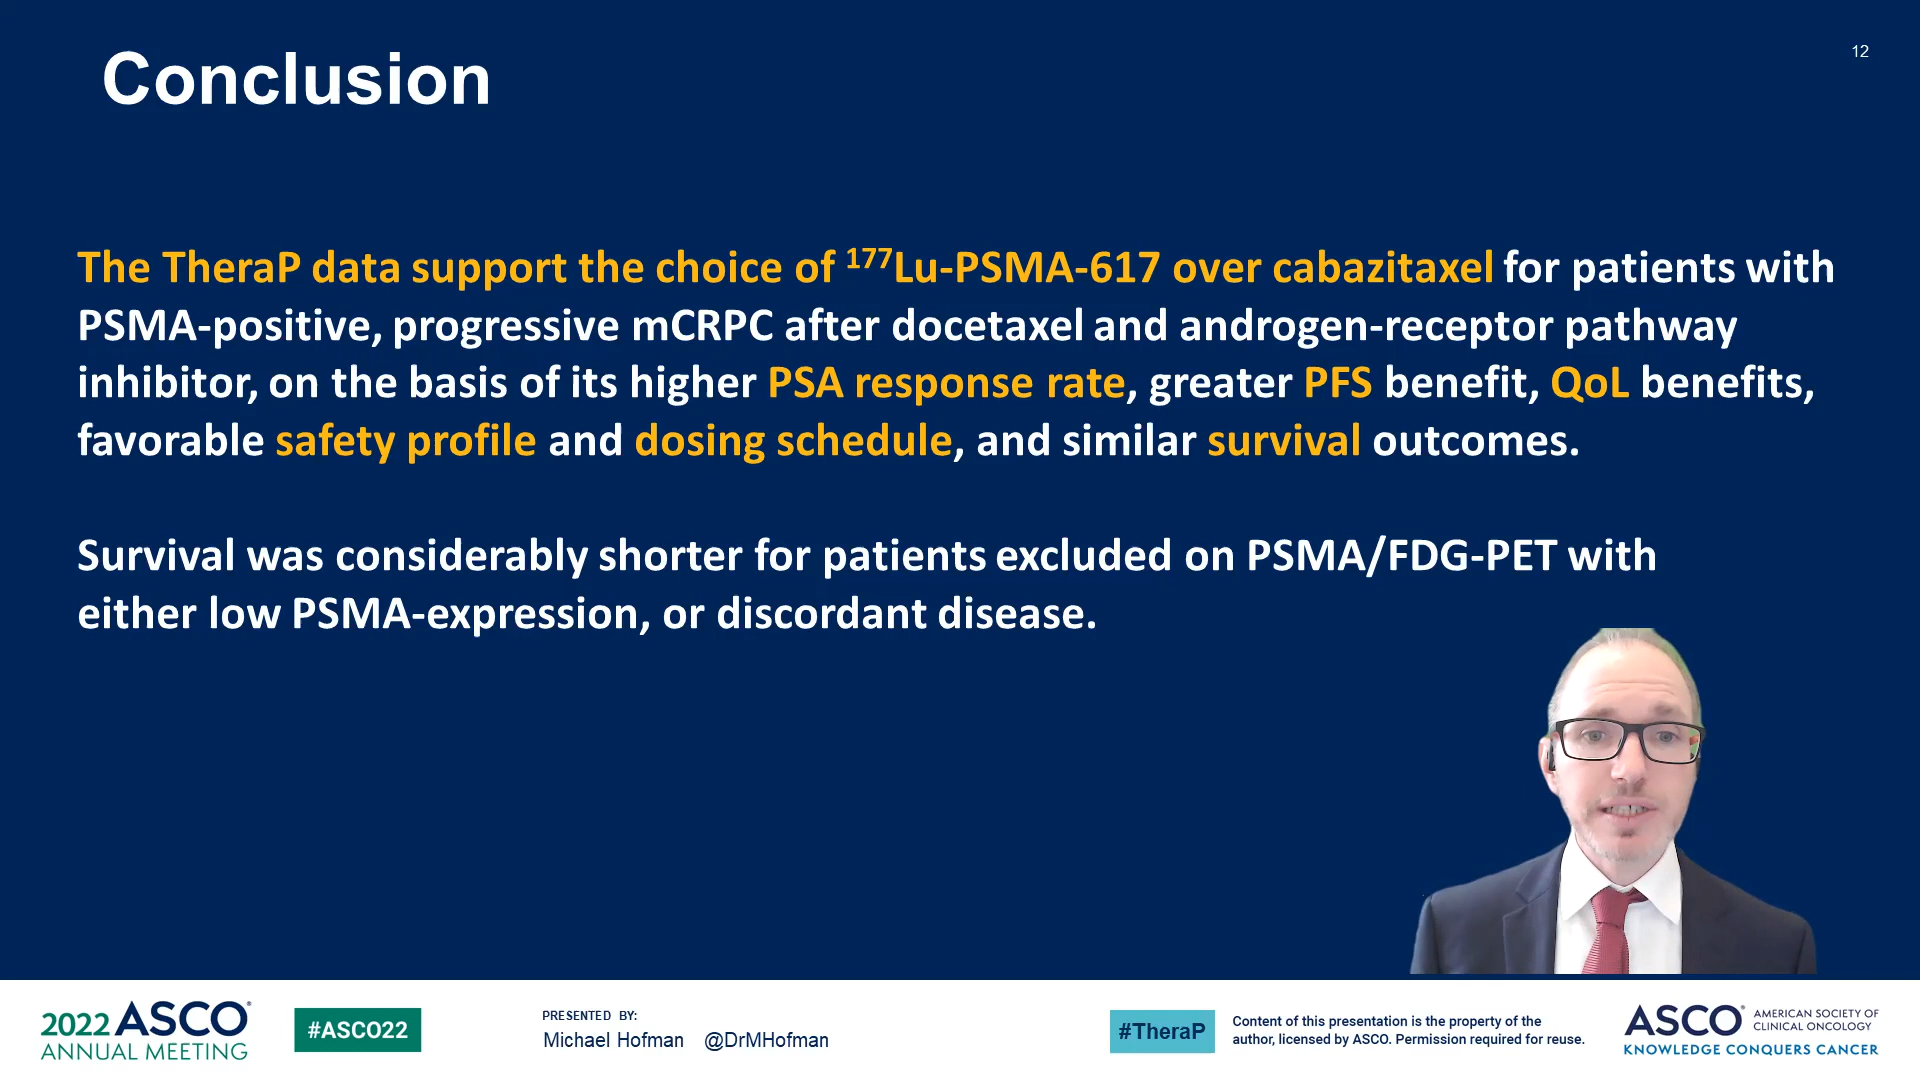 Conclusion
12
The TheraP data support the choice of ¹⁷⁷Lu-PSMA-617 over cabazitaxel for patients with
PSMA-positive, progressive mCRPC after docetaxel and androgen-receptor pathway
inhibitor, on the basis of its higher PSA response rate, greater PFS benefit, QoL benefits,
favorable safety profile and dosing schedule, and similar survival outcomes.
Survival was considerably shorter for patients excluded on PSMA/FDG-PET with
either low PSMA-expression, or discordant disease.
2022 ASCO®
ANNUAL MEETING
#ASCO22
PRESENTED BY:
Michael Hofman @DrMHofman
#TheraP
Content of this presentation is the property of the
author, licensed by ASCO. Permission required for reuse.
ASCO® AMERICAN SOCIETY OF
CLINICAL ONCOLOGY
KNOWLEDGE CONQUERS CANCER